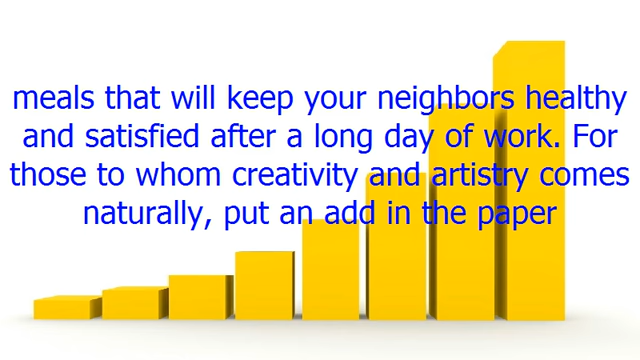 meals that will keep your neighbors healthy
and satisfied after a long day of work. For
those to whom creativity and artistry comes
naturally, put an add in the paper